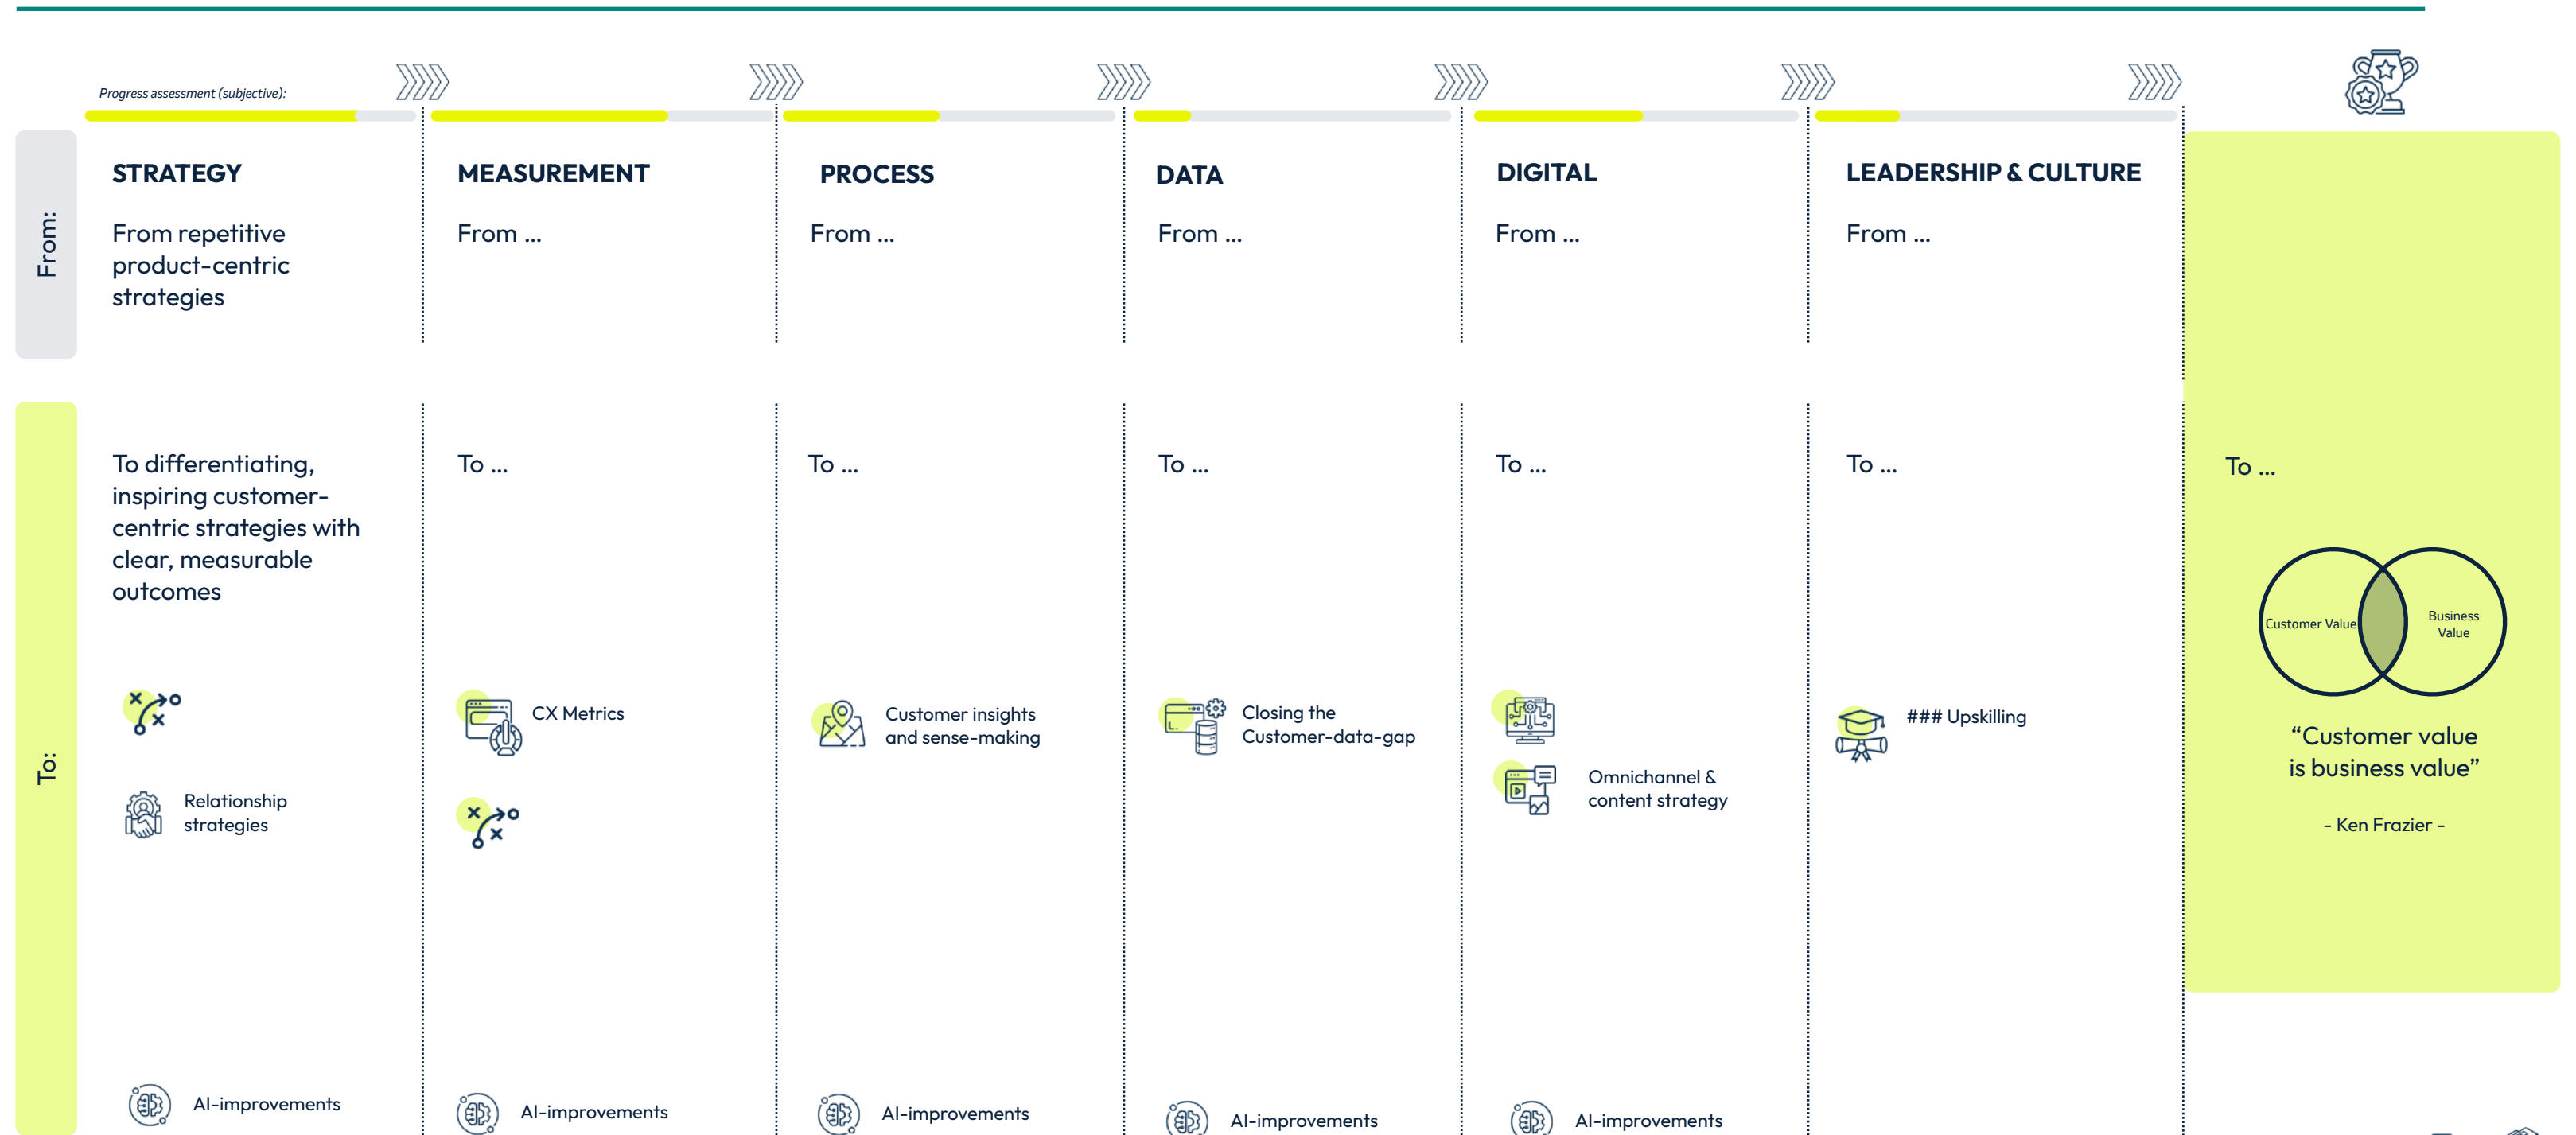 Progress assessment (subjective):
From:
STRATEGY
From repetitive
product-centric
strategies
MEASUREMENT
From ...
PROCESS
From ...
DATA
From ...
DIGITAL
From ...
LEADERSHIP & CULTURE
From ...
To:
To differentiating,
inspiring customer-
centric strategies with
clear, measurable
outcomes
Relationship
strategies
AI-improvements
To ...
CX Metrics
AI-improvements
To ...
Customer insights
and sense-making
AI-improvements
To ...
Closing the
Customer-data-gap
AI-improvements
To ...
Omnichannel &
content strategy
AI-improvements
To ...
### Upskilling
To ...
Customer Value
Business
Value
“Customer value
is business value”
- Ken Frazier -